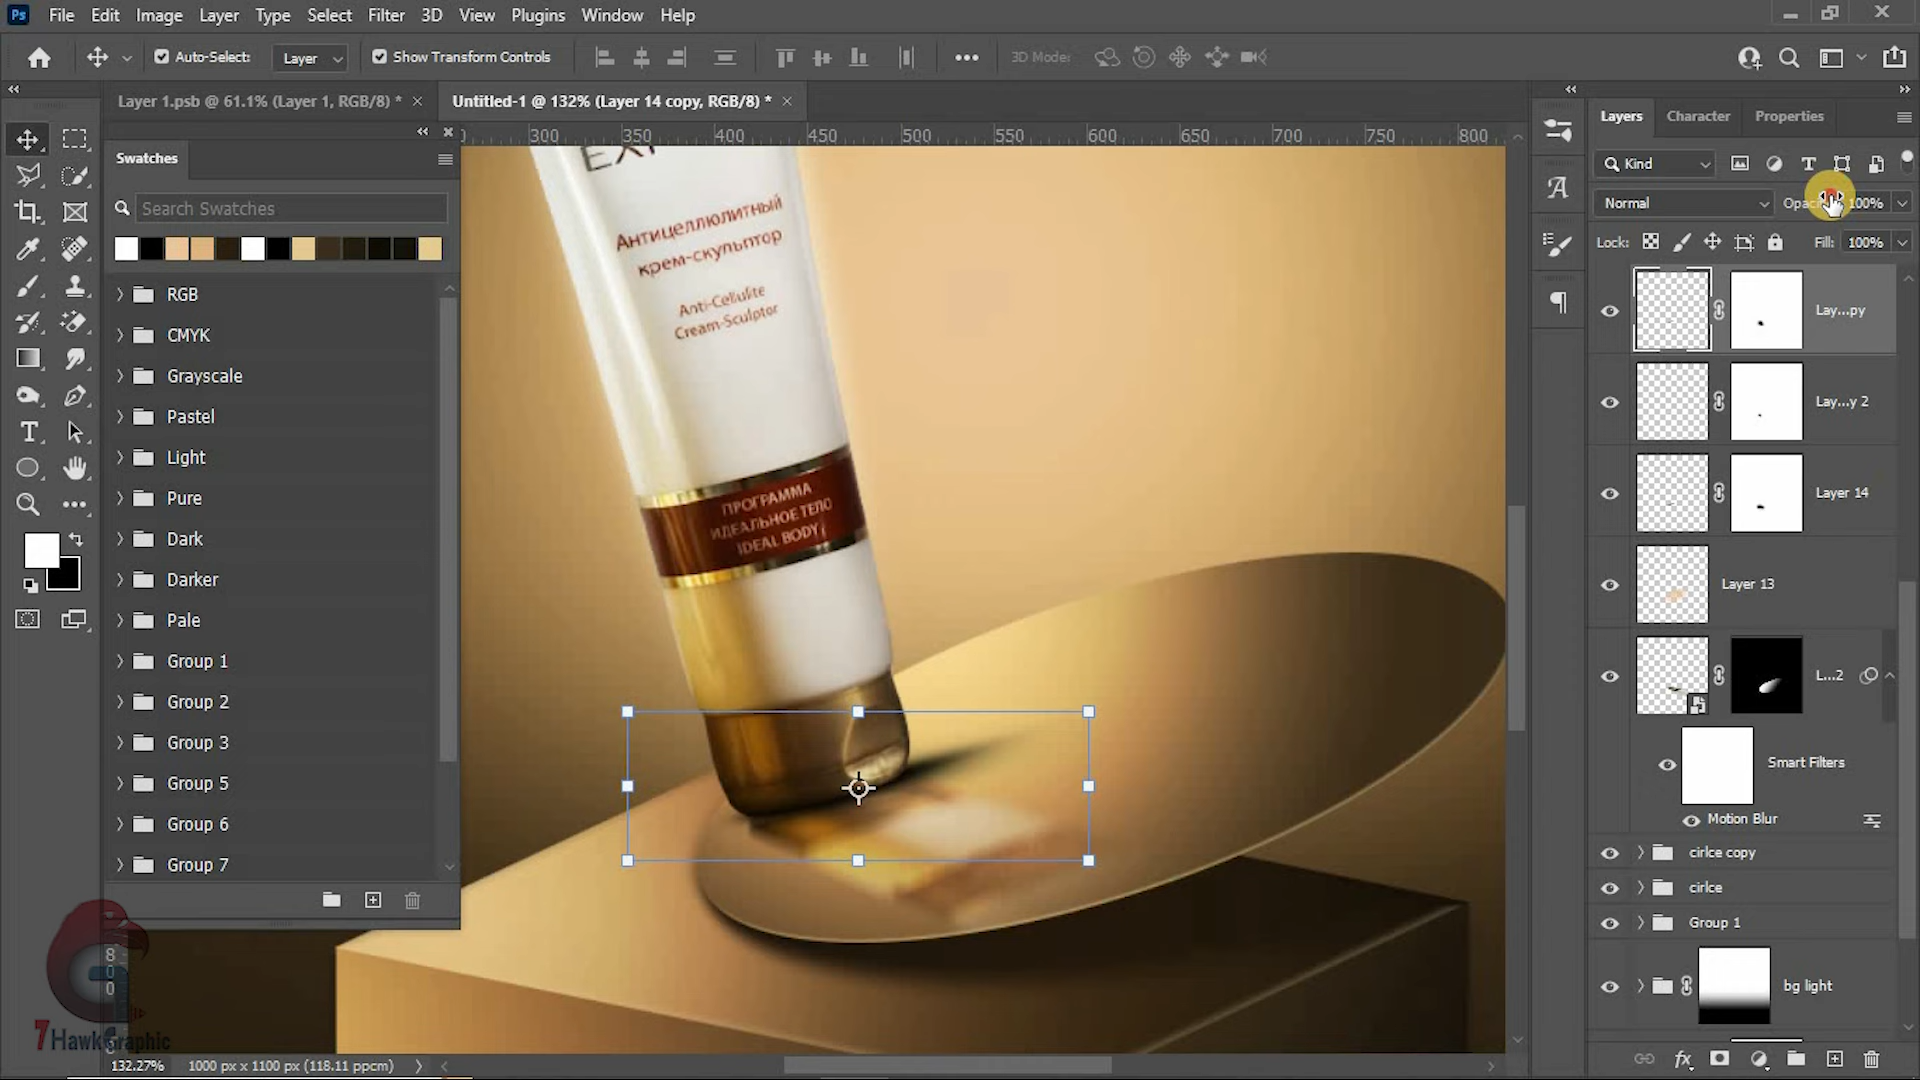 Ps File Edit Image Layer Type Select Filter 3D View Plugins Window Help
Auto-Select: Layer Show Transform Controls 3D Mode:
Layer 1.psb @ 61.1% (Layer 1, RGB/8) * × Untitled-1 @ 132% (Layer 14 copy, RGB/8) * ×
Swatches
Search Swatches
RGB
CMYK
Grayscale
Pastel
Light
Pure
Dark
Darker
Pale
Group 1
Group 2
Group 3
Group 5
Group 6
Group 7
300 350 400 450 500 550 600 650 700 750 800
Антицеллюлитный
крем-скульптор
Anti-Cellulite
Cream-Sculptor
ПРОГРАММА
ИДЕАЛЬНОЕ ТЕЛО
IDEAL BODY
Layers Character Properties
Kind
Normal 100%
Lock: Fill: 100%
Lay...py
Lay...y 2
Layer 14
Layer 13
L...2
Smart Filters
Motion Blur
cirlce copy
cirlce
Group 1
bg light
8
0
0
7HawkGraphic
132.27% 1000 px x 1100 px (118.11 ppcm)